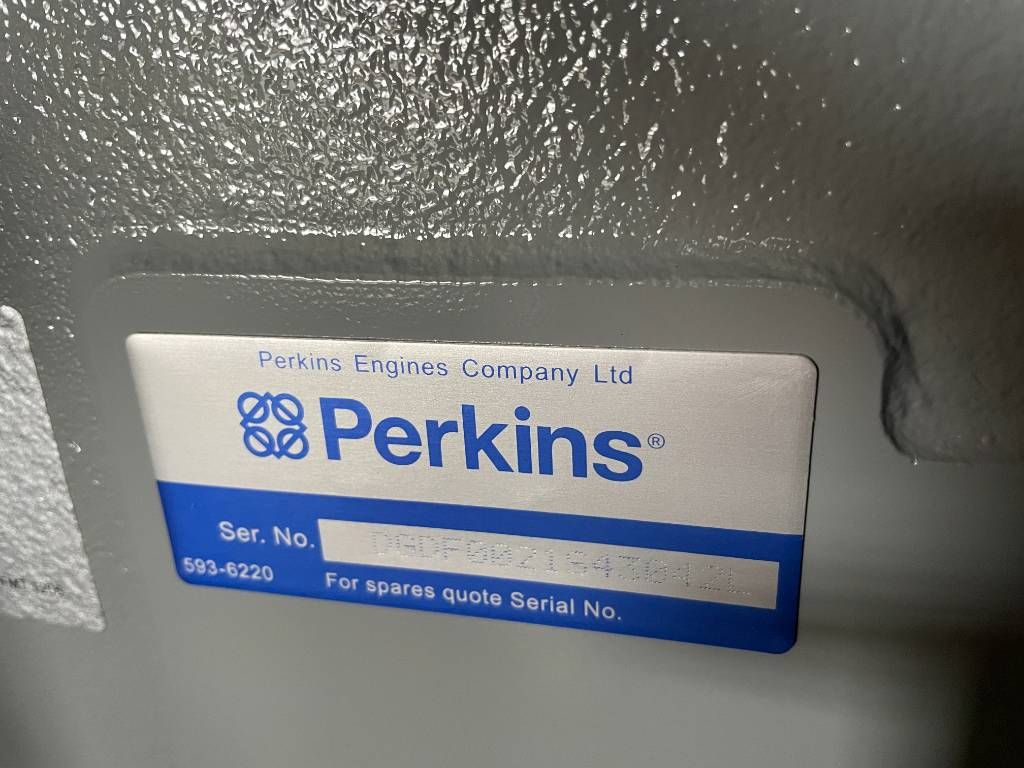 Perkins Engines Company Ltd
Perkins®
Ser. No.
593-6220
For spares quote Serial No.